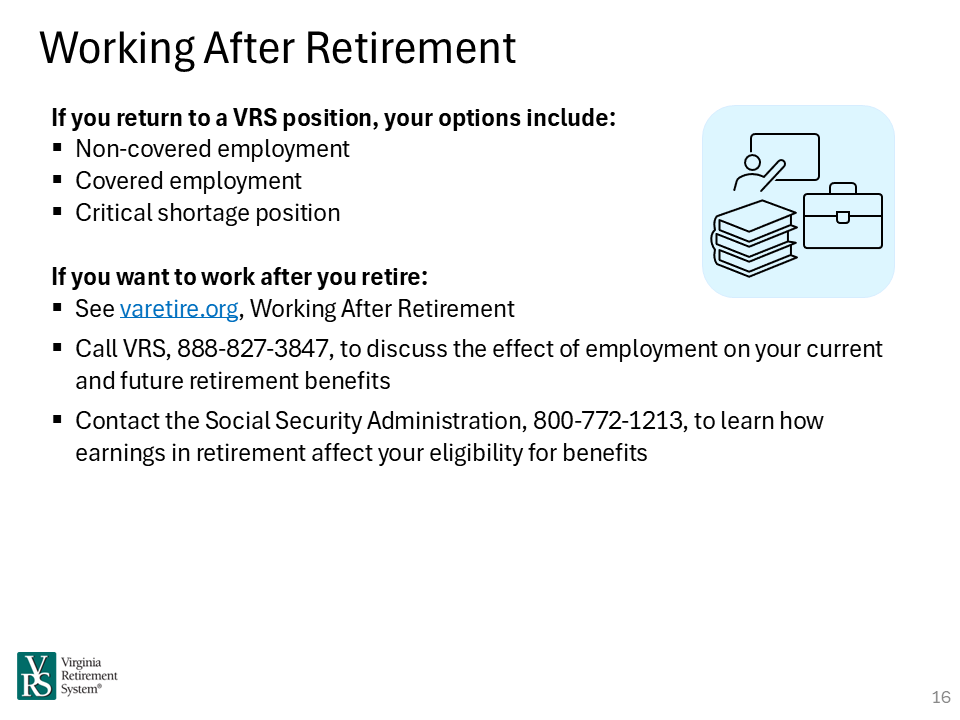 Working After Retirement
If you return to a VRS position, your options include:
▪ Non-covered employment
▪ Covered employment
▪ Critical shortage position
If you want to work after you retire:
▪ See varetire.org, Working After Retirement
▪ Call VRS, 888-827-3847, to discuss the effect of employment on your current
and future retirement benefits
▪ Contact the Social Security Administration, 800-772-1213, to learn how
earnings in retirement affect your eligibility for benefits
VRS
Virginia
Retirement
System®
16